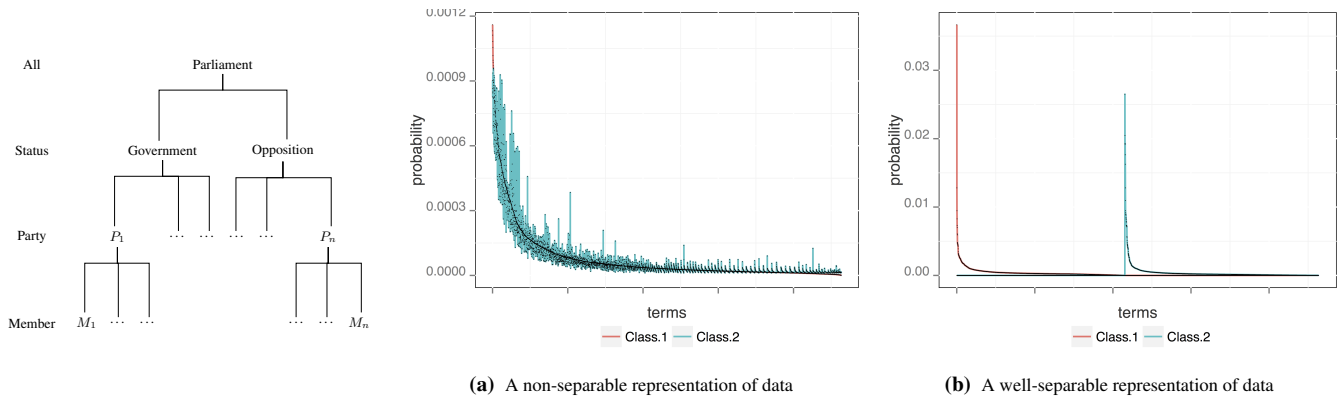 All
Parliament
Status
Government
Opposition
Party
P1
... ... ... ...
Pn
Member
M1
... ...
... ...
Mn
0.0012
0.0009
0.0006
0.0003
0.0000
probability
terms
Class.1 Class.2
(a) A non-separable representation of data
0.03
0.02
0.01
0.00
probability
terms
Class.1 Class.2
(b) A well-separable representation of data